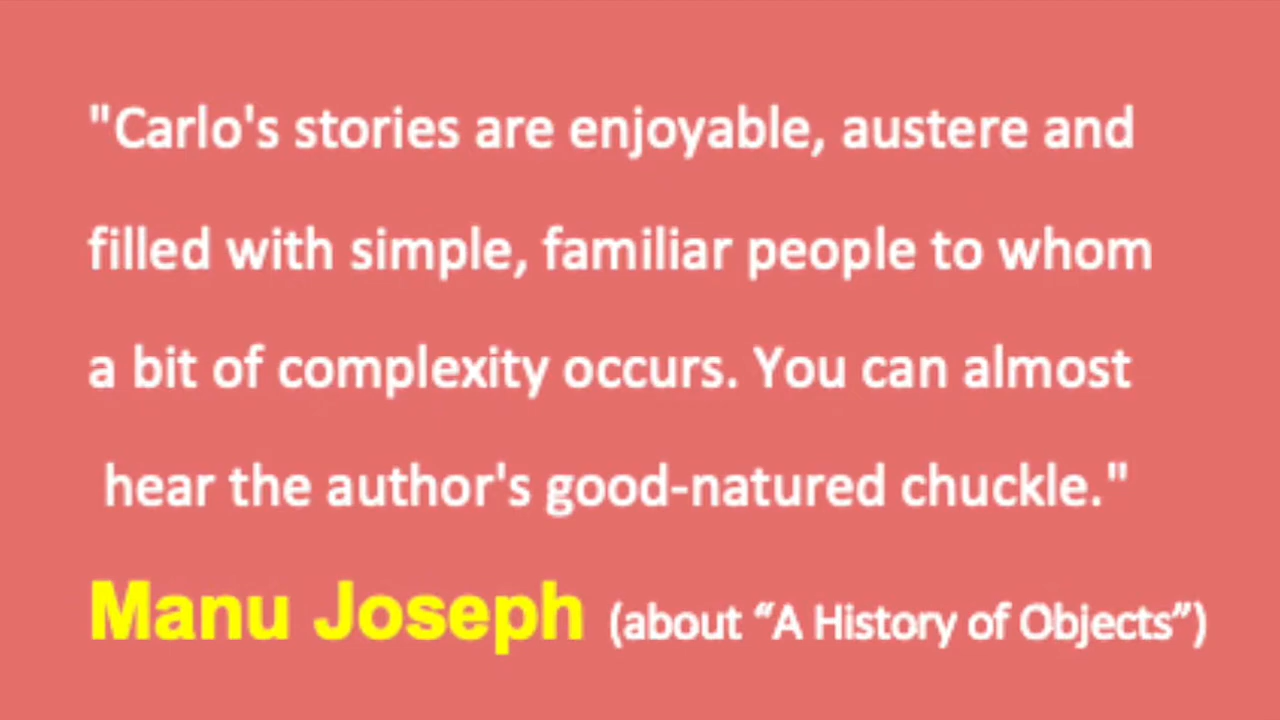 "Carlo's stories are enjoyable, austere and
filled with simple, familiar people to whom
a bit of complexity occurs. You can almost
hear the author's good-natured chuckle."
Manu Joseph (about “A History of Objects”)